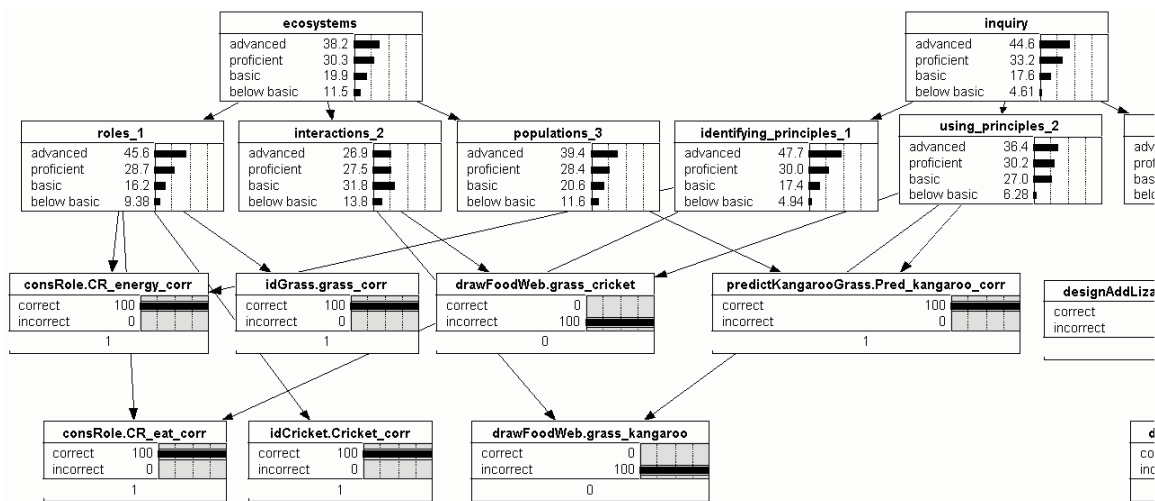 ecosystems
advanced 38.2
proficient 30.3
basic 19.9
below basic 11.5
inquiry
advanced 44.6
proficient 33.2
basic 17.6
below basic 4.61
roles_1
advanced 45.6
proficient 28.7
basic 16.2
below basic 9.38
interactions_2
advanced 26.9
proficient 27.5
basic 31.8
below basic 13.8
populations_3
advanced 39.4
proficient 28.4
basic 20.6
below basic 11.6
identifying_principles_1
advanced 47.7
proficient 30.0
basic 17.4
below basic 4.94
using_principles_2
advanced 36.4
proficient 30.2
basic 27.0
below basic 6.28
adv
prof
basi
belo
consRole.CR_energy_corr
correct 100
incorrect 0
1
idGrass.grass_corr
correct 100
incorrect 0
1
drawFoodWeb.grass_cricket
correct 0
incorrect 100
0
predictKangarooGrass.Pred_kangaroo_corr
correct 100
incorrect 0
1
designAddLiza
correct
incorrect
consRole.CR_eat_corr
correct 100
incorrect 0
1
idCricket.Cricket_corr
correct 100
incorrect 0
1
drawFoodWeb.grass_kangaroo
correct 0
incorrect 100
0
d
co
inc